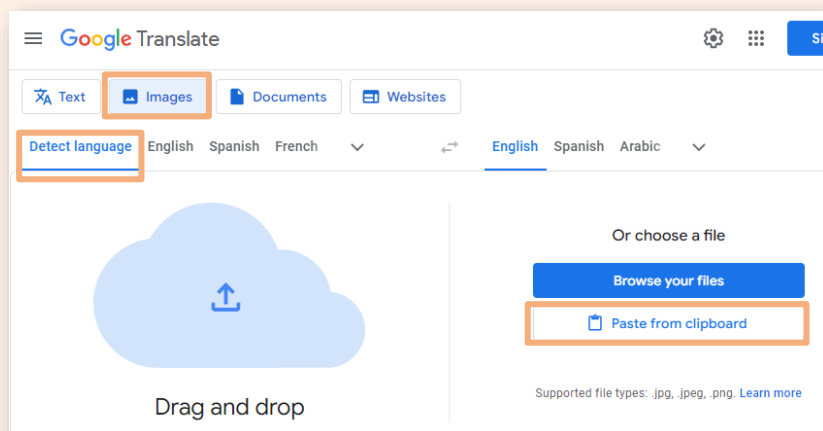 Google Translate
Text Images Documents Websites
Detect language English Spanish French English Spanish Arabic
Or choose a file
Browse your files
Paste from clipboard
Supported file types: .jpg, .jpeg, .png. Learn more
Drag and drop